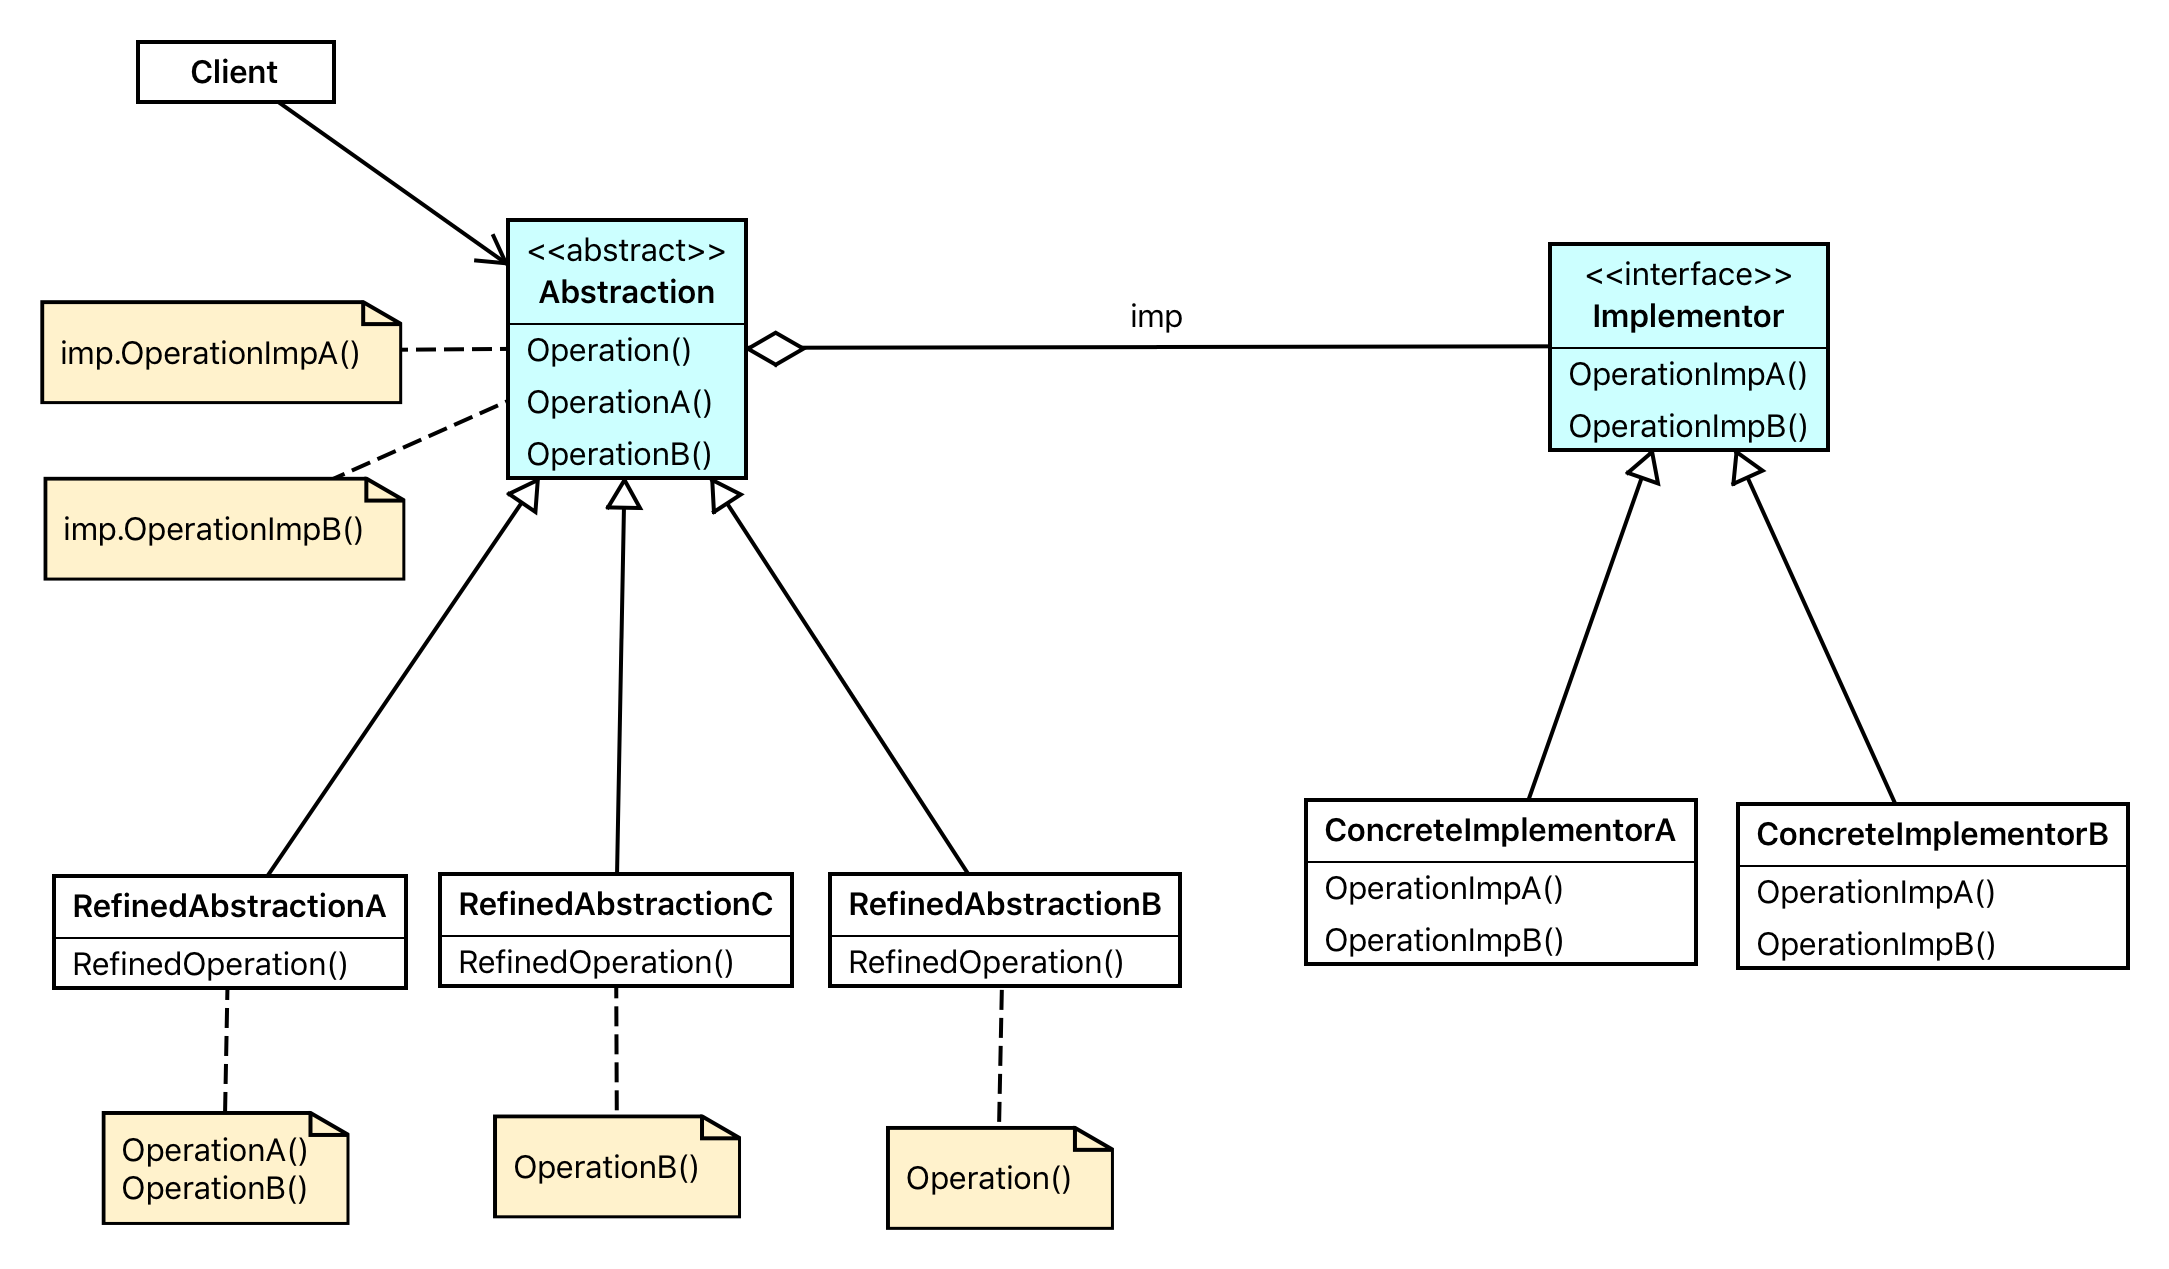 Client
<<abstract>>
Abstraction
Operation()
OperationA()
OperationB()
imp.OperationImpA()
imp.OperationImpB()
imp
<<interface>>
Implementor
OperationImpA()
OperationImpB()
RefinedAbstractionA
RefinedOperation()
RefinedAbstractionC
RefinedOperation()
RefinedAbstractionB
RefinedOperation()
ConcreteImplementorA
OperationImpA()
OperationImpB()
ConcreteImplementorB
OperationImpA()
OperationImpB()
OperationA()
OperationB()
OperationB()
Operation()